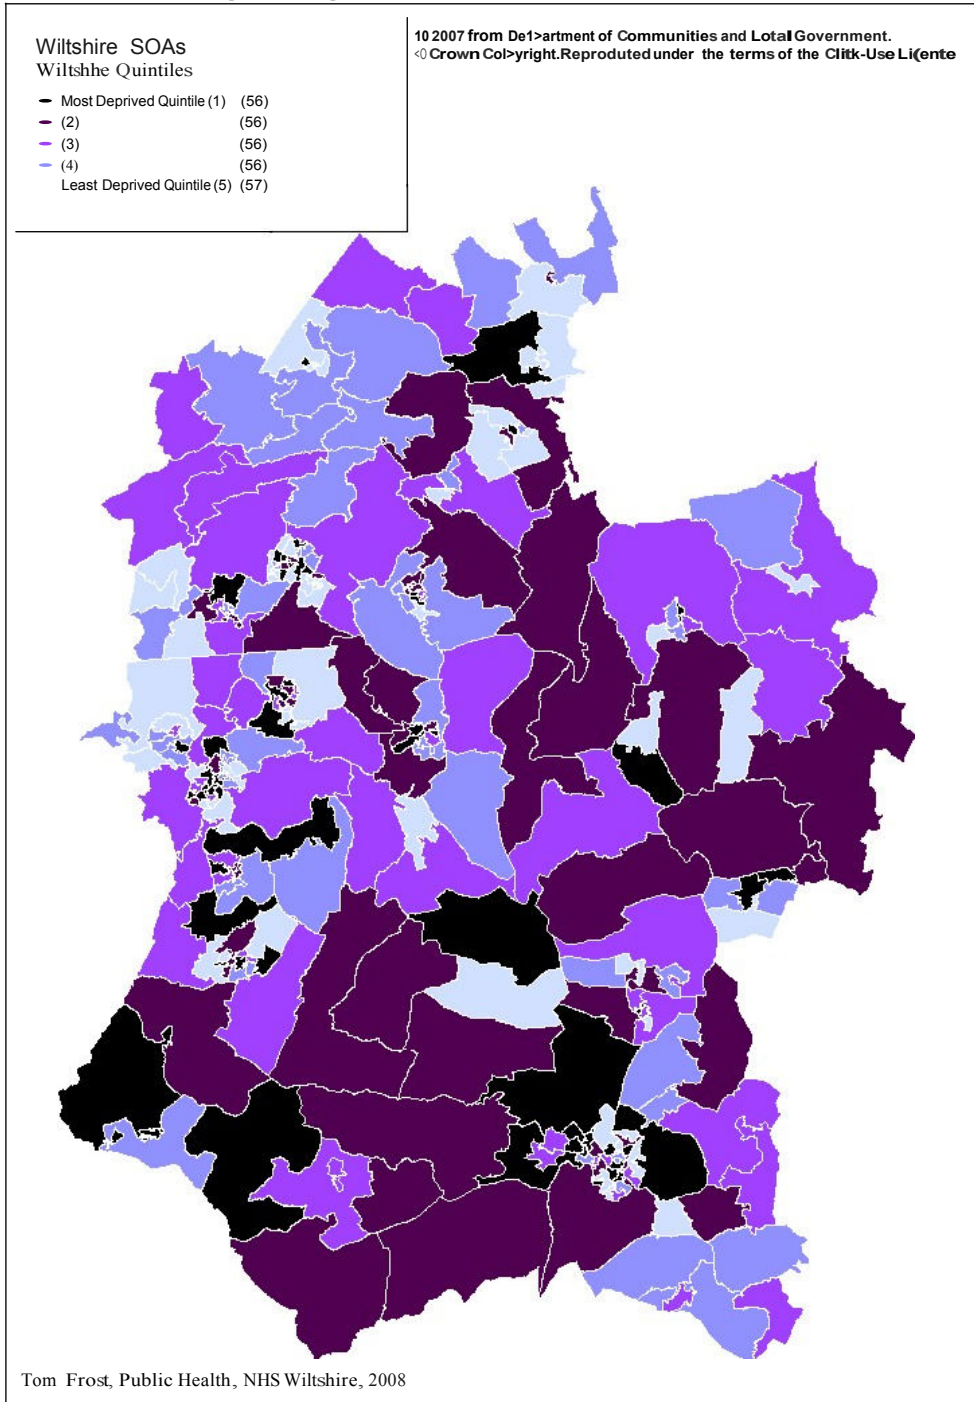 10 2007 from De1>artment of Communities and Lotal Government.
<0 Crown Col>yright.Reproduted under the terms of the Clitk-Use Li(ente
Wiltshire SOAs
Wiltshhe Quintiles
Most Deprived Quintile (1) (56)
(2) (56)
(3) (56)
(4) (56)
Least Deprived Quintile (5) (57)
Tom Frost, Public Health, NHS Wiltshire, 2008